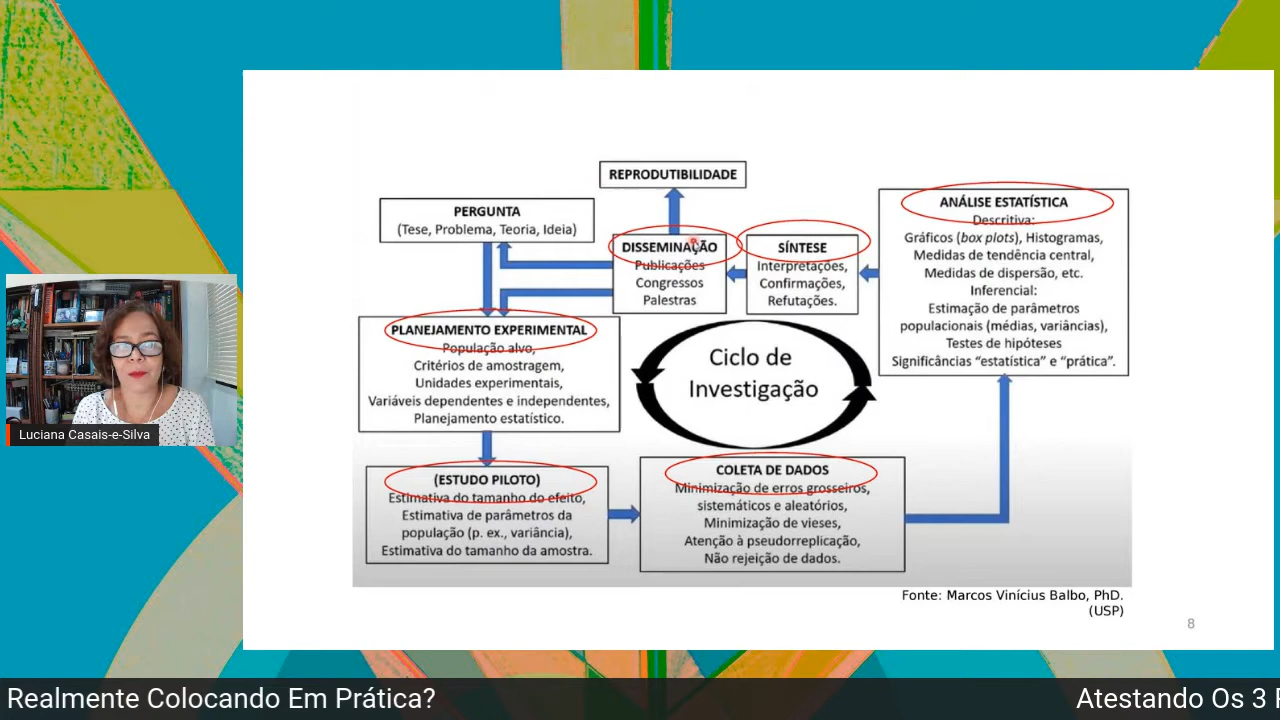 REPRODUTIBILIDADE
PERGUNTA
(Tese, Problema, Teoria, Ideia)
DISSEMINAÇÃO
Publicações
Congressos
Palestras
SÍNTESE
Interpretações,
Confirmações,
Refutações.
ANÁLISE ESTATÍSTICA
Descritiva:
Gráficos (box plots), Histogramas,
Medidas de tendência central,
Medidas de dispersão, etc.
Inferencial:
Estimação de parâmetros
populacionais (médias, variâncias),
Testes de hipóteses
Significâncias “estatística” e “prática”.
PLANEJAMENTO EXPERIMENTAL
População alvo,
Critérios de amostragem,
Unidades experimentais,
Variáveis dependentes e independentes,
Planejamento estatístico.
Ciclo de
Investigação
(ESTUDO PILOTO)
Estimativa do tamanho do efeito,
Estimativa de parâmetros da
população (p. ex., variância),
Estimativa do tamanho da amostra.
COLETA DE DADOS
Minimização de erros grosseiros,
sistemáticos e aleatórios,
Minimização de vieses,
Atenção à pseudorreplicação,
Não rejeição de dados.
Fonte: Marcos Vinícius Balbo, PhD.
(USP)
8
Luciana Casais-e-Silva
Realmente Colocando Em Prática?
Atestando Os 3